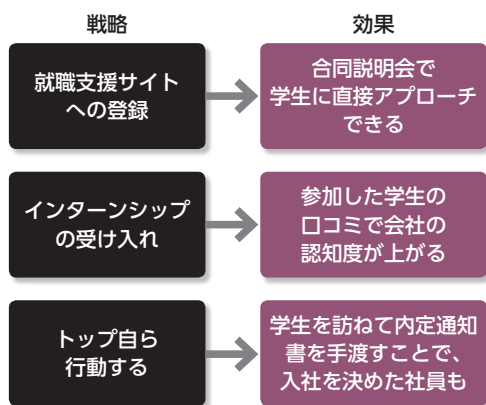 戦略
効果
就職支援サイト
への登録
合同説明会で
学生に直接アプローチ
できる
インターンシップ
の受け入れ
参加した学生の
口コミで会社の
認知度が上がる
トップ自ら
行動する
学生を訪ねて内定通知
書を手渡すことで、
入社を決めた社員も